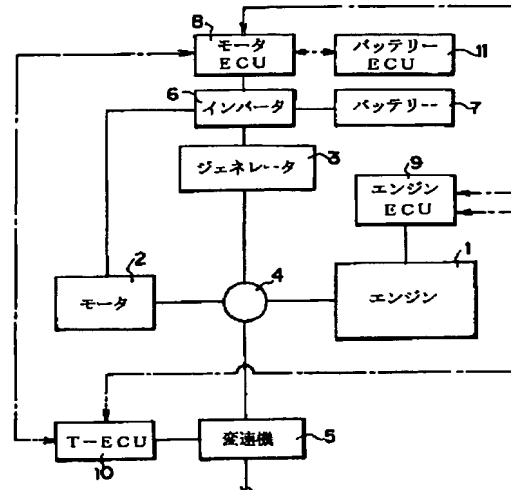 8
モータ
ECU
バッテリー
ECU
11
6
インバータ
バッテリー
7
ジェネレータ
3
9
エンジン
ECU
2
モータ
4
1
エンジン
T-ECU
10
変速機
5